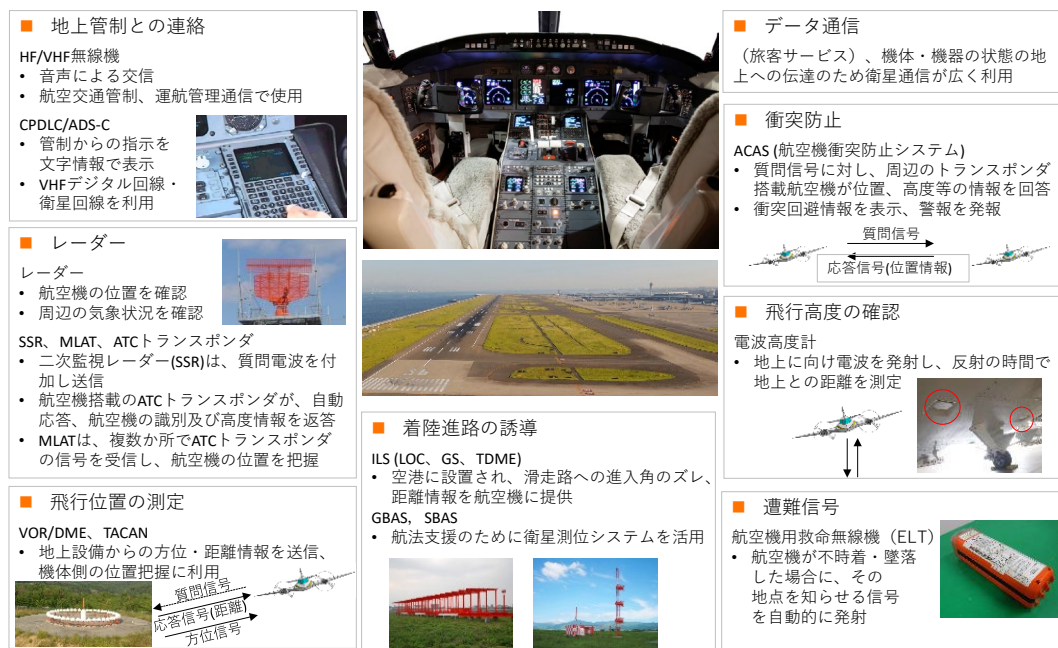 ■ 地上管制との連絡
HF/VHF無線機
• 音声による交信
• 航空交通管制、運航管理通信で使用
CPDLC/ADS-C
• 管制からの指示を
文字情報で表示
• VHFデジタル回線・
衛星回線を利用
■ レーダー
レーダー
• 航空機の位置を確認
• 周辺の気象状況を確認
SSR、MLAT、ATCトランスポンダ
• 二次監視レーダー(SSR)は、質問電波を付
加し送信
• 航空機搭載のATCトランスポンダが、自動
応答、航空機の識別及び高度情報を返答
• MLATは、複数か所でATCトランスポンダ
の信号を受信し、航空機の位置を把握
■ 飛行位置の測定
VOR/DME、TACAN
• 地上設備からの方位・距離情報を送信、
機体側の位置把握に利用
質問信号
応答信号(距離)
方位信号
■ 着陸進路の誘導
ILS (LOC、GS、TDME)
• 空港に設置され、滑走路への進入角のズレ、
距離情報を航空機に提供
GBAS，SBAS
• 航法支援のために衛星測位システムを活用
■ データ通信
（旅客サービス）、機体・機器の状態の地
上への伝達のため衛星通信が広く利用
■ 衝突防止
ACAS (航空機衝突防止システム)
• 質問信号に対し、周辺のトランスポンダ
搭載航空機が位置、高度等の情報を回答
• 衝突回避情報を表示、警報を発報
質問信号
応答信号(位置情報)
■ 飛行高度の確認
電波高度計
• 地上に向け電波を発射し、反射の時間で
地上との距離を測定
■ 遭難信号
航空機用救命無線機（ELT）
• 航空機が不時着・墜落
した場合に、その
地点を知らせる信号
を自動的に発射